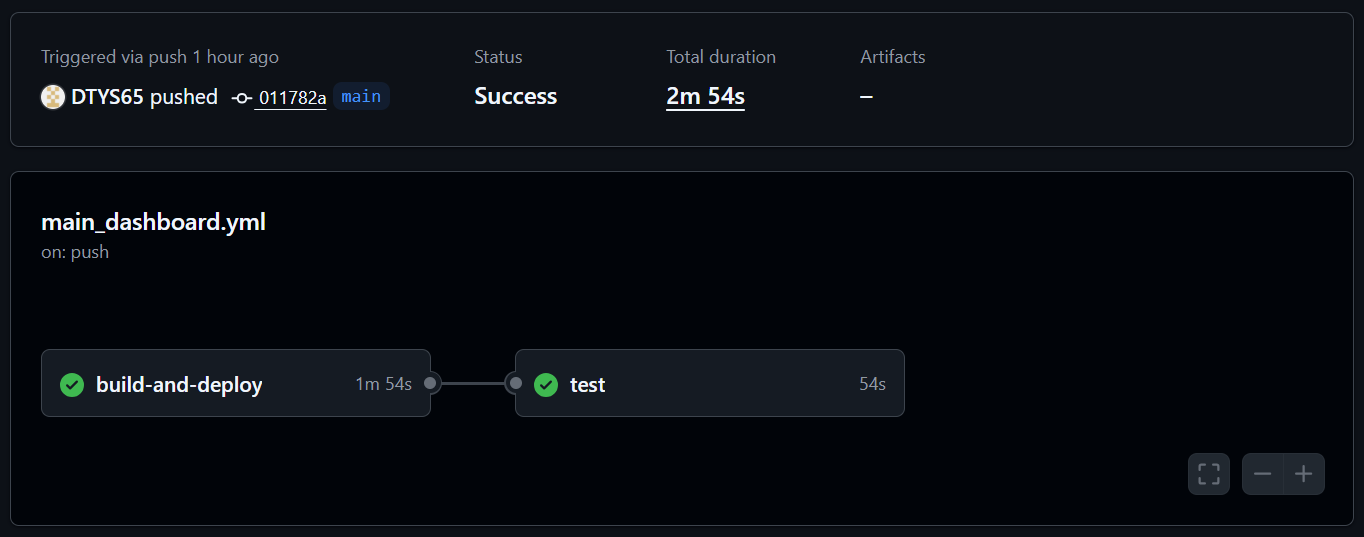 Triggered via push 1 hour ago
DTYS65 pushed 011782a main
Status
Success
Total duration
2m 54s
Artifacts
–
main_dashboard.yml
on: push
build-and-deploy 1m 54s
test 54s